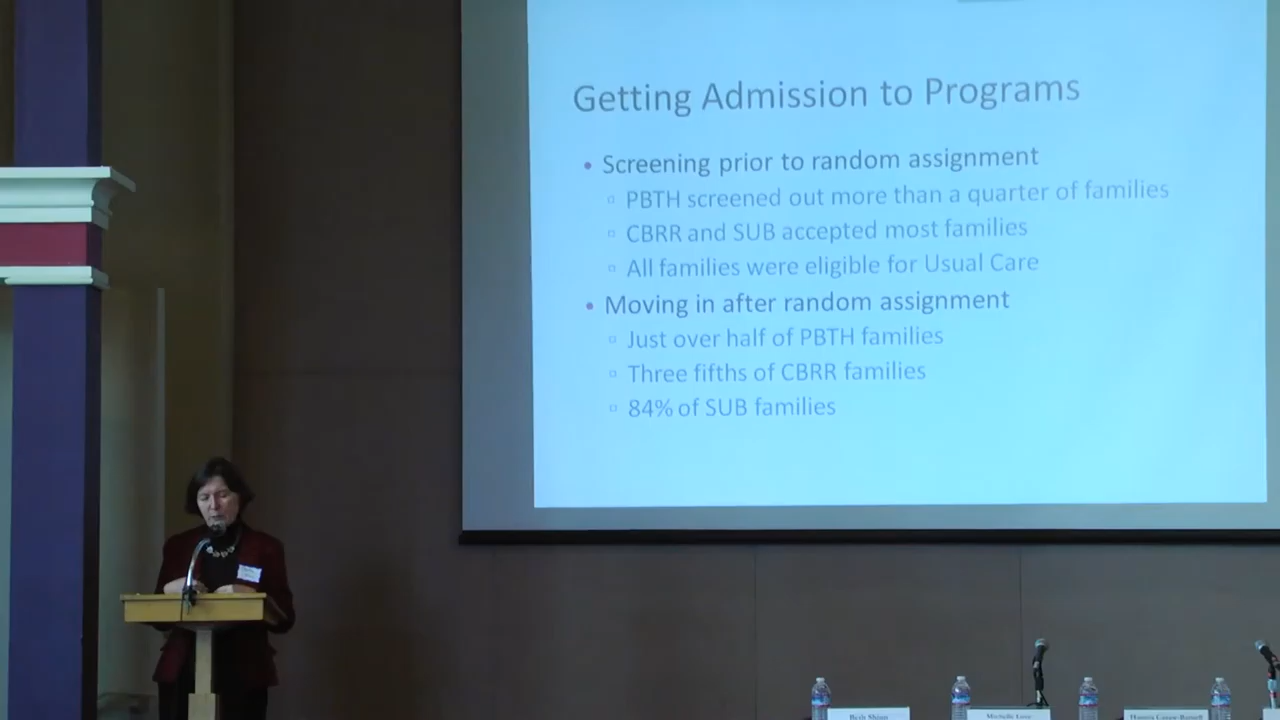 Getting Admission to Programs
• Screening prior to random assignment
▫ PBTH screened out more than a quarter of families
▫ CBRR and SUB accepted most families
▫ All families were eligible for Usual Care
• Moving in after random assignment
▫ Just over half of PBTH families
▫ Three fifths of CBRR families
▫ 84% of SUB families
Beth Shinn